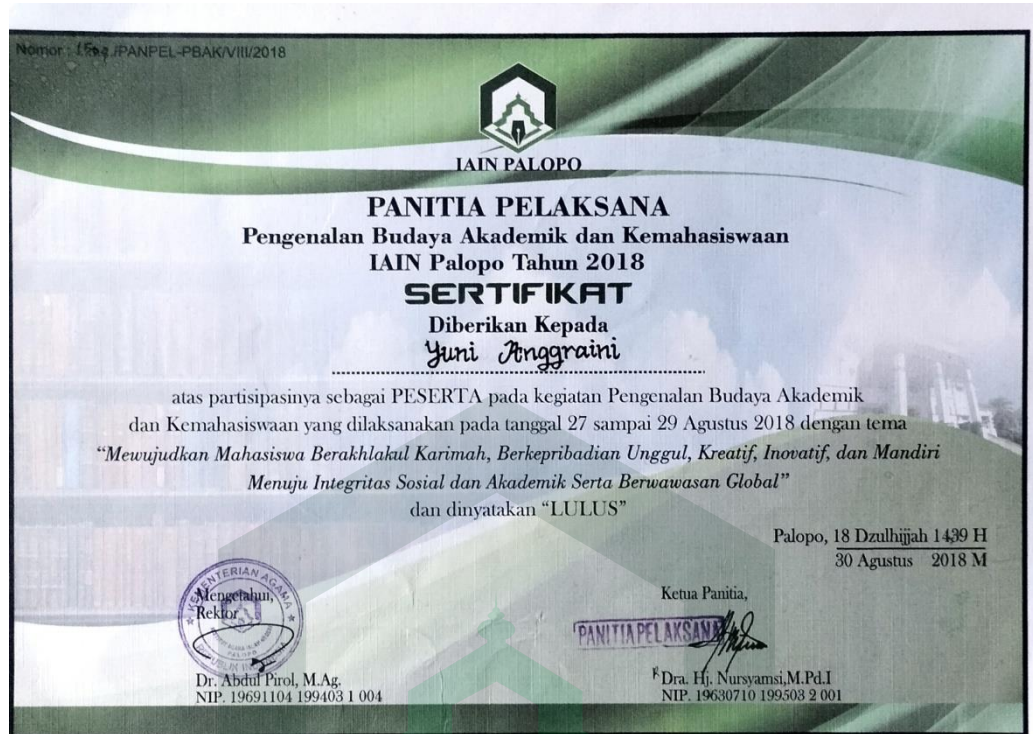 Nomor : /PANPEL-PBAK/VIII/2018
IAIN PALOPO
PANITIA PELAKSANA
Pengenalan Budaya Akademik dan Kemahasiswaan
IAIN Palopo Tahun 2018
SERTIFIKAT
Diberikan Kepada
Yuni Anggraini
atas partisipasinya sebagai PESERTA pada kegiatan Pengenalan Budaya Akademik
dan Kemahasiswaan yang dilaksanakan pada tanggal 27 sampai 29 Agustus 2018 dengan tema
“Mewujudkan Mahasiswa Berakhlakul Karimah, Berkepribadian Unggul, Kreatif, Inovatif, dan Mandiri
Menuju Integritas Sosial dan Akademik Serta Berwawasan Global”
dan dinyatakan “LULUS”
Palopo, 18 Dzulhijjah 1439 H
30 Agustus 2018 M
KEMENTERIAN AGAMA
Mengetahui,
Rektor
PALOPO
Dr. Abdul Pirol, M.Ag.
NIP. 19691104 199403 1 004
Ketua Panitia,
PANITIA PELAKSANA
Dra. Hj. Nursyamsi,M.Pd.I
NIP. 19630710 199503 2 001